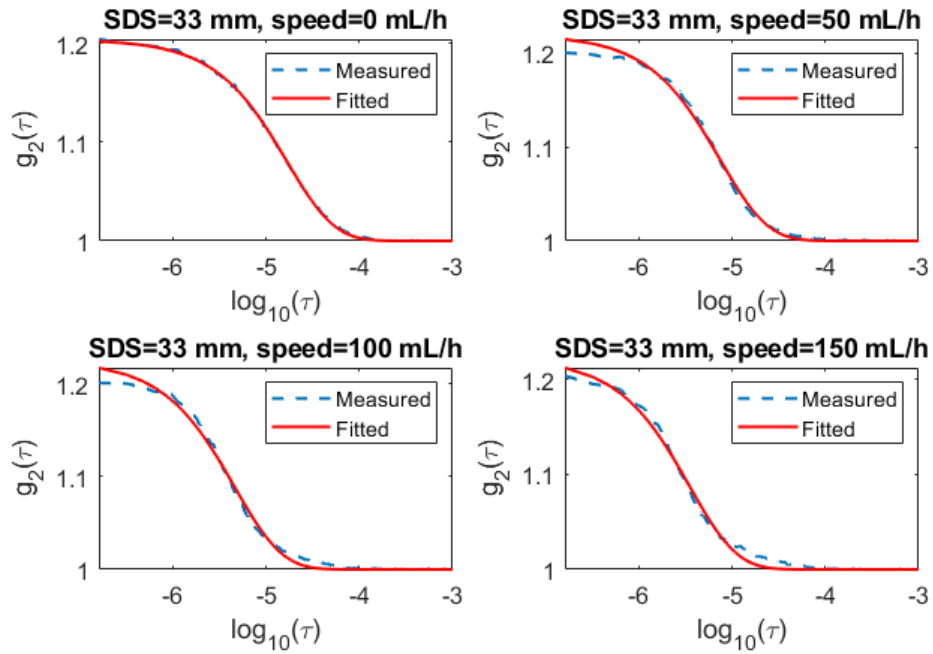 SDS=33 mm, speed=0 mL/h
1.2
1.1
1
g2(τ)
Measured
Fitted
-6 -5 -4 -3
log10(τ)
SDS=33 mm, speed=50 mL/h
1.2
1.1
1
g2(τ)
Measured
Fitted
-6 -5 -4 -3
log10(τ)
SDS=33 mm, speed=100 mL/h
1.2
1.1
1
g2(τ)
Measured
Fitted
-6 -5 -4 -3
log10(τ)
SDS=33 mm, speed=150 mL/h
1.2
1.1
1
g2(τ)
Measured
Fitted
-6 -5 -4 -3
log10(τ)